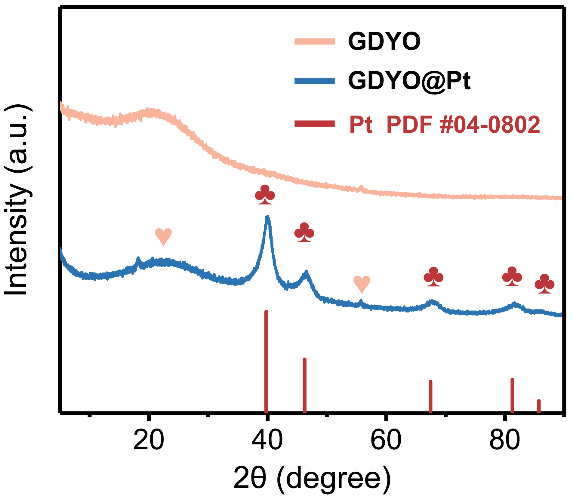 GDYO
GDYO@Pt
Pt PDF #04-0802
Intensity (a.u.)
20 40 60 80
2θ (degree)